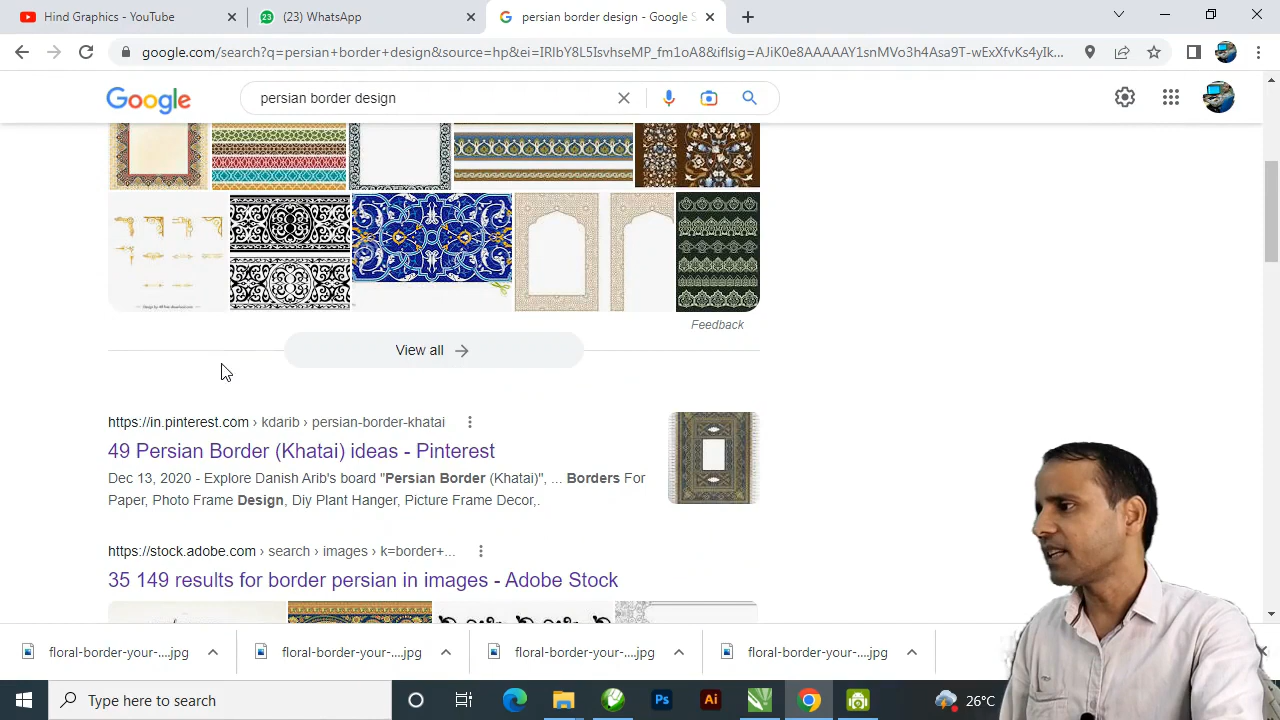 Hind Graphics - YouTube
(23) WhatsApp
persian border design - Google S
google.com/search?q=persian+border+design&source=hp&ei=IRlbY8L5IsvhseMP_fm1oA8&iflsig=AJiK0e8AAAAAY1snMVo3h4Asa9T-wExXfvKs4yIk...
Google
persian border design
Feedback
View all
https://in.pinterest.com › kdarib › persian-border-khatai
49 Persian Border (Khatai) ideas - Pinterest
Dec 13, 2020 - Explore Danish Arib's board "Persian Border (Khatai)", ... Borders For
Paper, Photo Frame Design, Diy Plant Hanger, Picture Frame Decor,.
https://stock.adobe.com › search › images › k=border+...
35 149 results for border persian in images - Adobe Stock
floral-border-your-....jpg
floral-border-your-....jpg
floral-border-your-....jpg
floral-border-your-....jpg
Type here to search
Ps
Ai
26°C